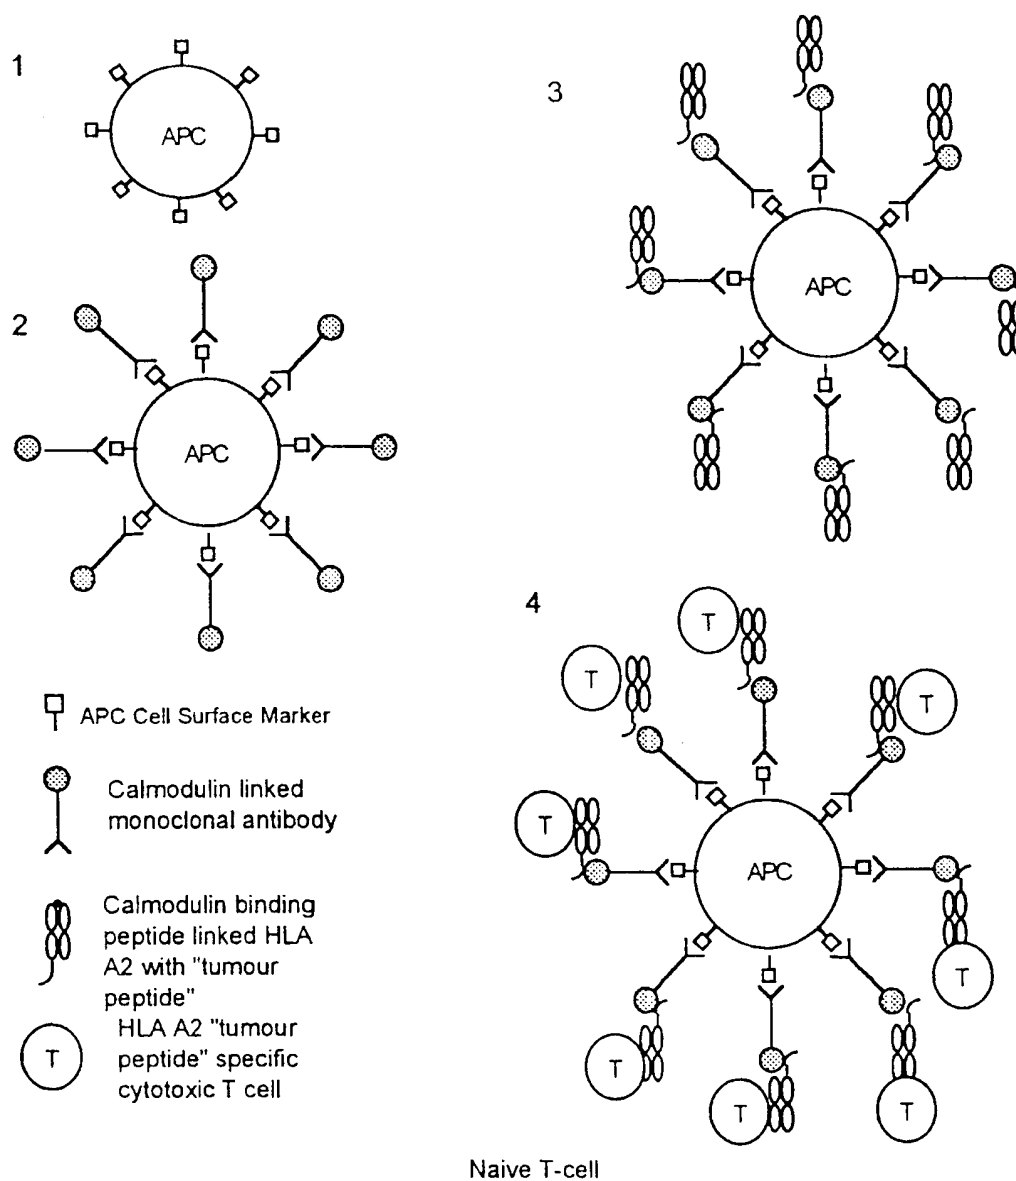 1
APC
2
APC
APC Cell Surface Marker
Calmodulin linked
monoclonal antibody
Calmodulin binding
peptide linked HLA
A2 with "tumour
peptide"
T
HLA A2 "tumour
peptide" specific
cytotoxic T cell
3
APC
4
T
T
T
T
APC
T
T
T
T
Naive T-cell